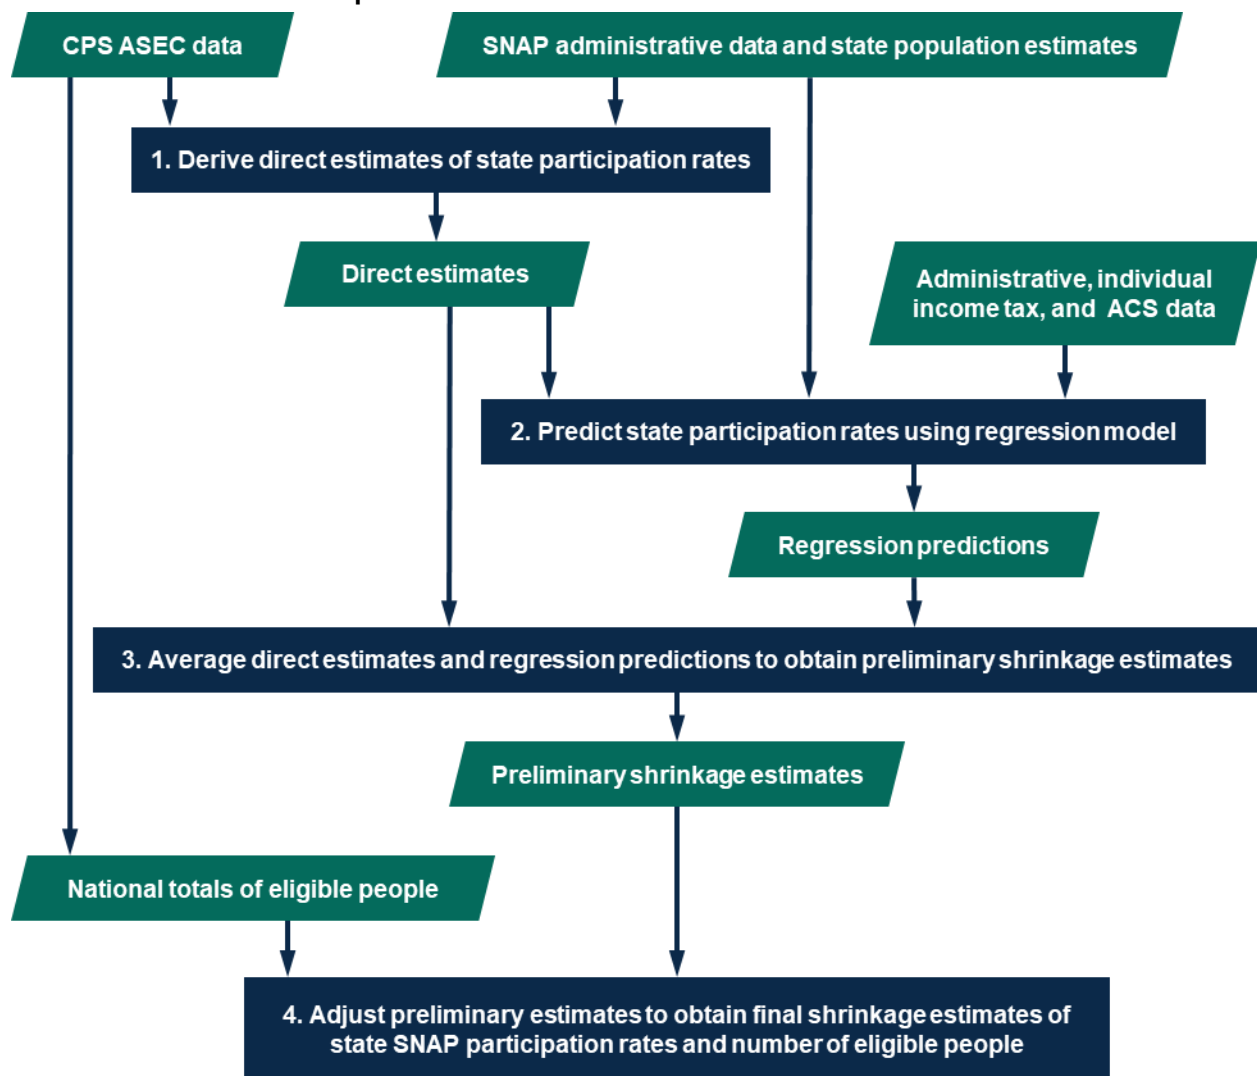 CPS ASEC data
SNAP administrative data and state population estimates
1. Derive direct estimates of state participation rates
Direct estimates
Administrative, individual
income tax, and ACS data
2. Predict state participation rates using regression model
Regression predictions
3. Average direct estimates and regression predictions to obtain preliminary shrinkage estimates
Preliminary shrinkage estimates
National totals of eligible people
4. Adjust preliminary estimates to obtain final shrinkage estimates of
state SNAP participation rates and number of eligible people